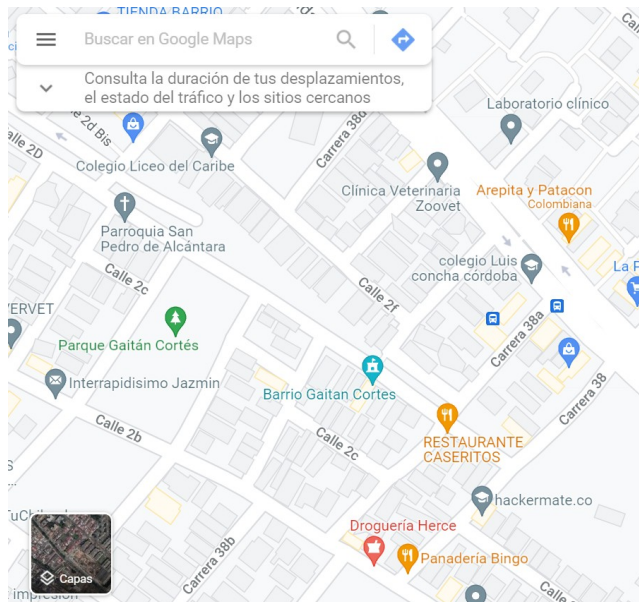 TIENDA BARRIO
Buscar en Google Maps
Consulta la duración de tus desplazamientos,
el estado del tráfico y los sitios cercanos
Laboratorio clínico
Carrera 38d
2d Bis
Calle 2D
Colegio Liceo del Caribe
Clínica Veterinaria
Zoovet
Arepita y Patacon
Colombiana
Parroquia San
Pedro de Alcántara
colegio Luis
concha córdoba
La P
Calle 2c
Calle 2f
VERVET
Parque Gaitán Cortés
Carrera 38a
Interrapidisimo Jazmin
Barrio Gaitan Cortes
Carrera 38
Calle 2b
Calle 2c
RESTAURANTE
CASERITOS
hackermate.co
Droguería Herce
Panadería Bingo
Carrera 38b
Capas
impresión